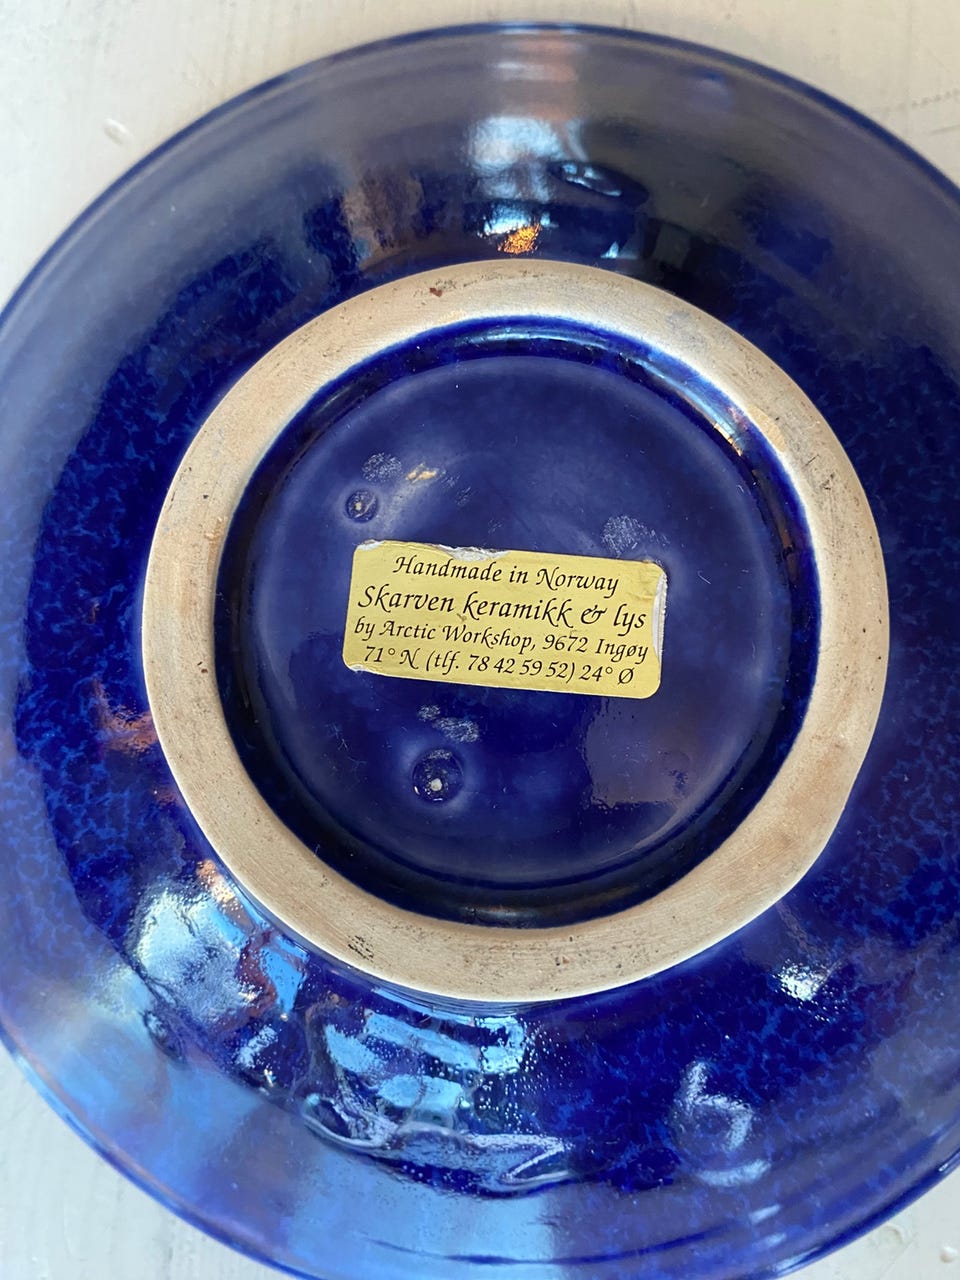 Handmade in Norway
Skarven keramikk & lys
by Arctic Workshop, 9672 Ingøy
71° N (tlf. 78 42 59 52) 24° Ø